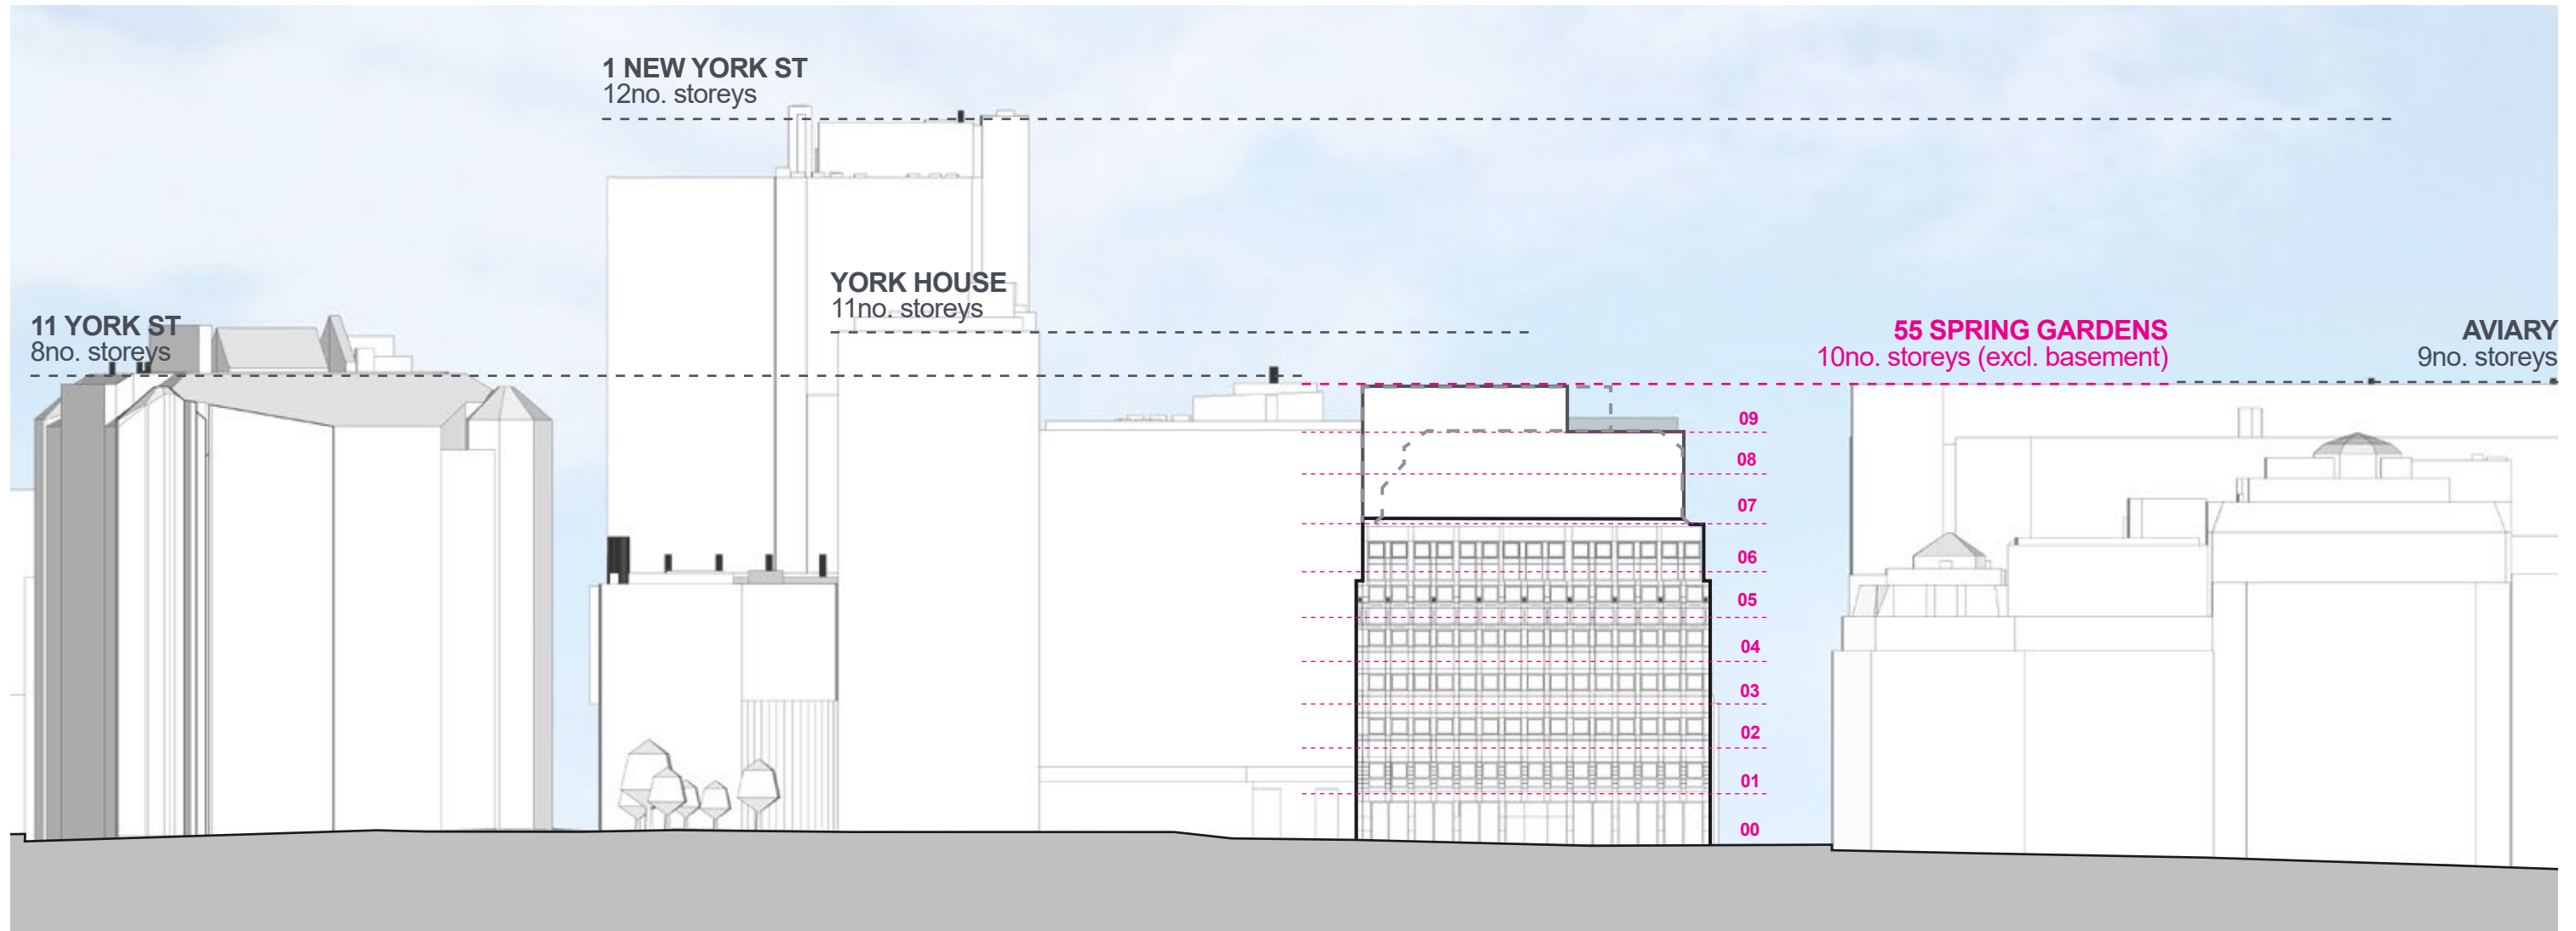 1 NEW YORK ST
12no. storeys
YORK HOUSE
11no. storeys
11 YORK ST
8no. storeys
55 SPRING GARDENS
10no. storeys (excl. basement)
AVIARY
9no. storeys
09
08
07
06
05
04
03
02
01
00